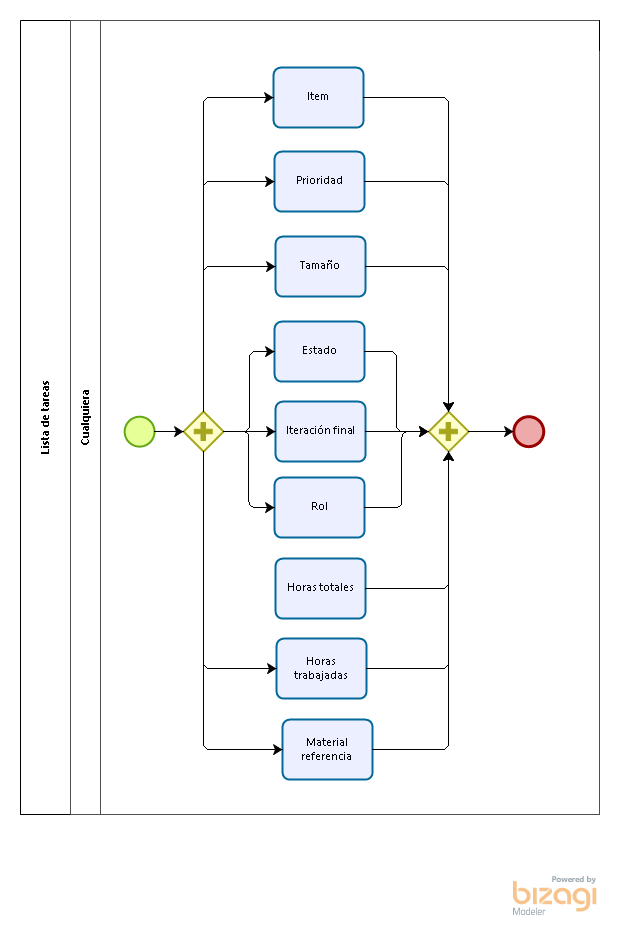 Lista de tareas
Cualquiera
Item
Prioridad
Tamaño
Estado
Iteración final
Rol
Horas totales
Horas
trabajadas
Material
referencia
Powered by
bizagi
Modeler